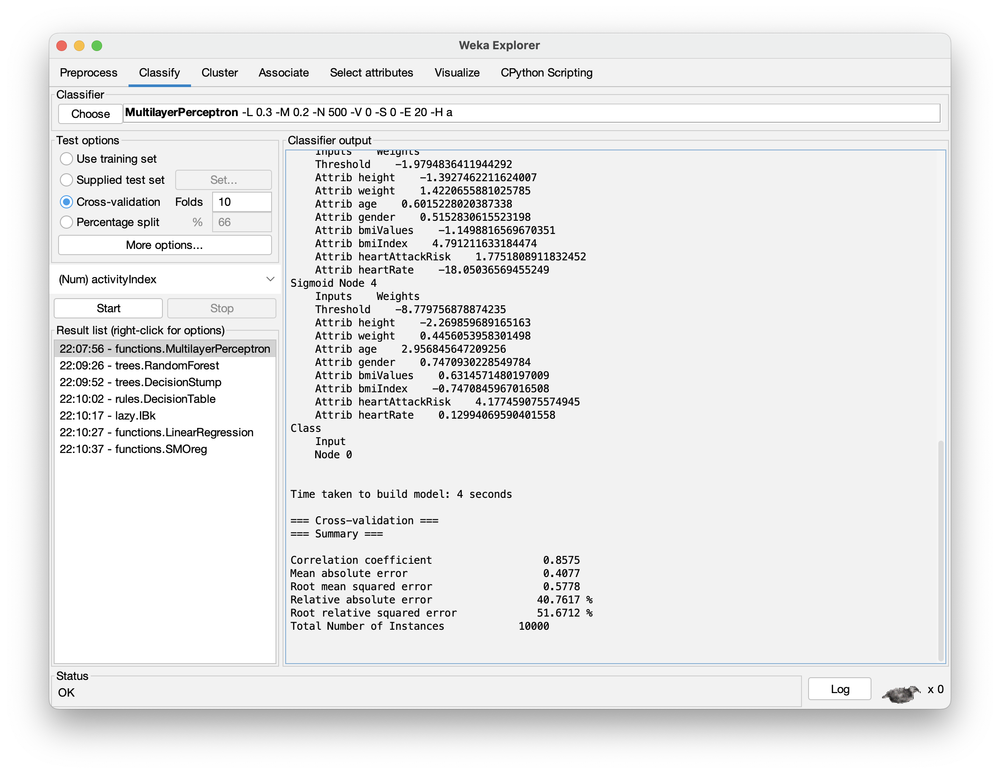 Weka Explorer
Preprocess Classify Cluster Associate Select attributes Visualize CPython Scripting
Classifier
Choose MultilayerPerceptron -L 0.3 -M 0.2 -N 500 -V 0 -S 0 -E 20 -H a
Test options
Use training set
Supplied test set Set...
Cross-validation Folds 10
Percentage split % 66
More options...
(Num) activityIndex
Start Stop
Result list (right-click for options)
22:07:56 - functions.MultilayerPerceptron
22:09:26 - trees.RandomForest
22:09:52 - trees.DecisionStump
22:10:02 - rules.DecisionTable
22:10:17 - lazy.IBk
22:10:27 - functions.LinearRegression
22:10:37 - functions.SMOreg
Classifier output
Inputs Weights
Threshold -1.9794836411944292
Attrib height -1.3927462211624007
Attrib weight 1.4220655881025785
Attrib age 0.6015228020387338
Attrib gender 0.5152830615523198
Attrib bmiValues -1.1498816569670351
Attrib bmiIndex 4.791211633184474
Attrib heartAttackRisk 1.7751808911832452
Attrib heartRate -18.05036569455249
Sigmoid Node 4
Inputs Weights
Threshold -8.779756878874235
Attrib height -2.269859689165163
Attrib weight 0.4456053958301498
Attrib age 2.956845647209256
Attrib gender 0.7470930228549784
Attrib bmiValues 0.6314571480197009
Attrib bmiIndex -0.7470845967016508
Attrib heartAttackRisk 4.177459075574945
Attrib heartRate 0.12994069590401558
Class
Input
Node 0
Time taken to build model: 4 seconds
=== Cross-validation ===
=== Summary ===
Correlation coefficient 0.8575
Mean absolute error 0.4077
Root mean squared error 0.5778
Relative absolute error 40.7617 %
Root relative squared error 51.6712 %
Total Number of Instances 10000
Status
OK
Log x 0